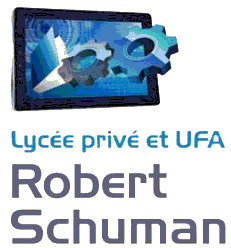 Lycée privé et UFA
Robert
Schuman